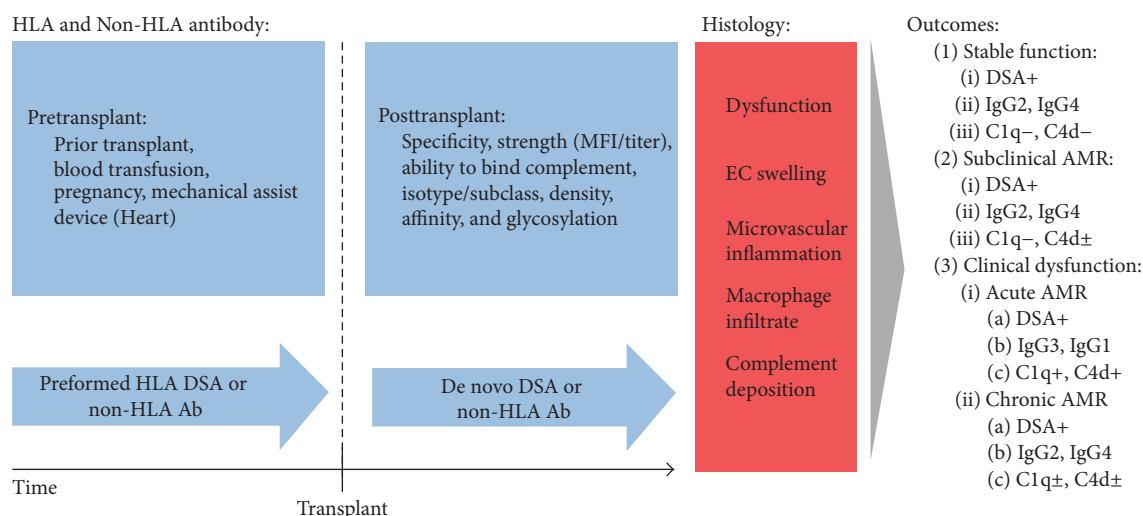 HLA and Non-HLA antibody:
Pretransplant:
Prior transplant,
blood transfusion,
pregnancy, mechanical assist
device (Heart)
Posttransplant:
Specificity, strength (MFI/titer),
ability to bind complement,
isotype/subclass, density,
affinity, and glycosylation
Preformed HLA DSA or
non-HLA Ab
De novo DSA or
non-HLA Ab
Time
Transplant
Histology:
Dysfunction
EC swelling
Microvascular
inflammation
Macrophage
infiltrate
Complement
deposition
Outcomes:
(1) Stable function:
(i) DSA+
(ii) IgG2, IgG4
(iii) C1q−, C4d−
(2) Subclinical AMR:
(i) DSA+
(ii) IgG2, IgG4
(iii) C1q−, C4d±
(3) Clinical dysfunction:
(i) Acute AMR
(a) DSA+
(b) IgG3, IgG1
(c) C1q+, C4d+
(ii) Chronic AMR
(a) DSA+
(b) IgG2, IgG4
(c) C1q±, C4d±